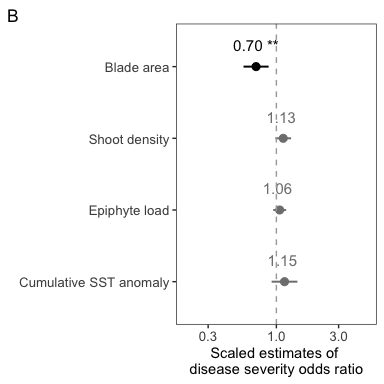 B
0.70 **
Blade area
1.13
Shoot density
1.06
Epiphyte load
1.15
Cumulative SST anomaly
0.3 1.0 3.0
Scaled estimates of
disease severity odds ratio